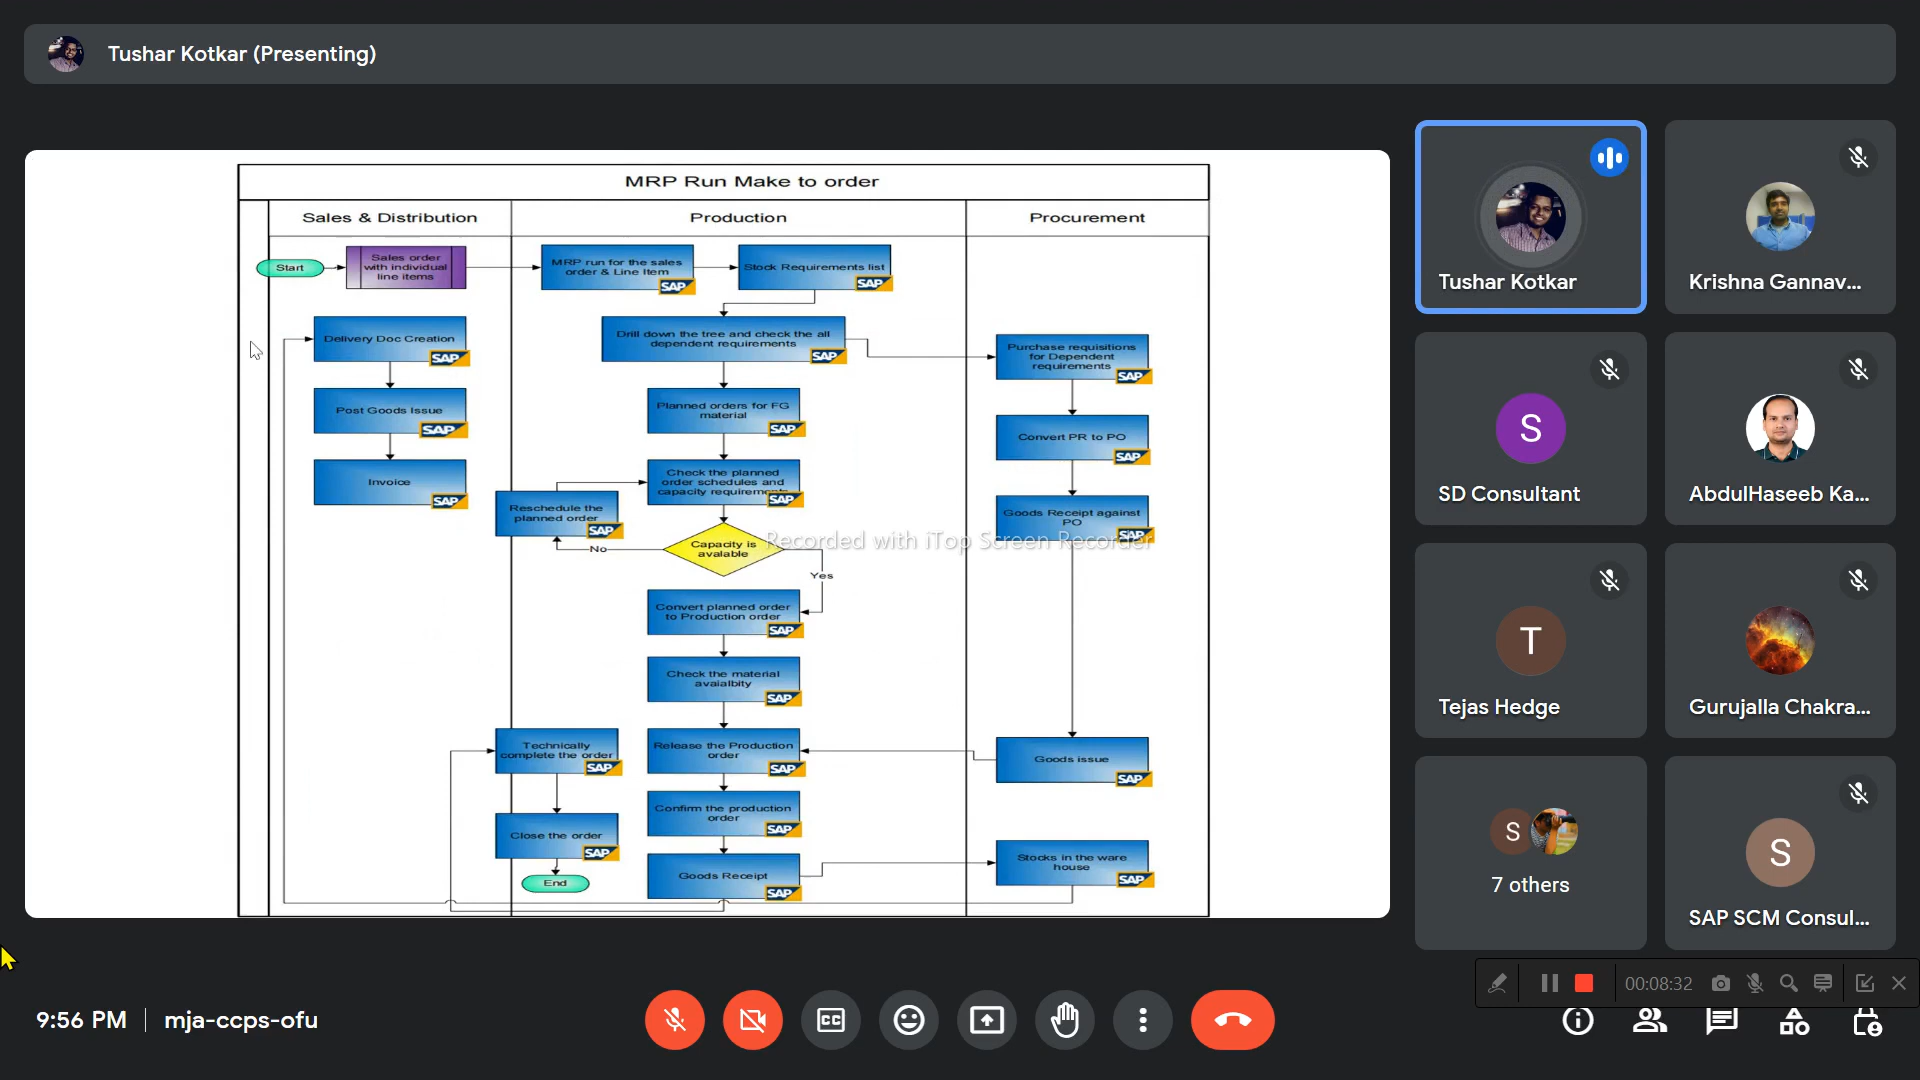 Tushar Kotkar (Presenting)
MRP Run Make to order
Sales & Distribution
Production
Procurement
Start
Sales order
with individual
line items
MRP run for the sales
order & Line Item
SAP
Stock Requirements list
SAP
Delivery Doc Creation
SAP
Drill down the tree and check the all
dependent requirements
SAP
Purchase requisitions
for Dependent
requirements
SAP
Post Goods Issue
SAP
Planned orders for FG
material
SAP
Convert PR to PO
SAP
Invoice
SAP
Check the planned
order schedules and
capacity requirements
SAP
Reschedule the
planned order
SAP
Goods Receipt against
PO
SAP
Capacity is
avalable
No
Yes
Recorded with iTop Screen Recorder
Convert planned order
to Production order
SAP
Check the material
avaialbity
SAP
Technically
complete the order
SAP
Release the Production
order
SAP
Goods issue
SAP
Confirm the production
order
SAP
Close the order
SAP
End
Goods Receipt
SAP
Stocks in the ware
house
SAP
Tushar Kotkar
Krishna Gannav...
S
SD Consultant
AbdulHaseeb Ka...
T
Tejas Hedge
Gurujalla Chakra...
S
7 others
S
SAP SCM Consul...
00:08:32
9:56 PM
mja-ccps-ofu
CC